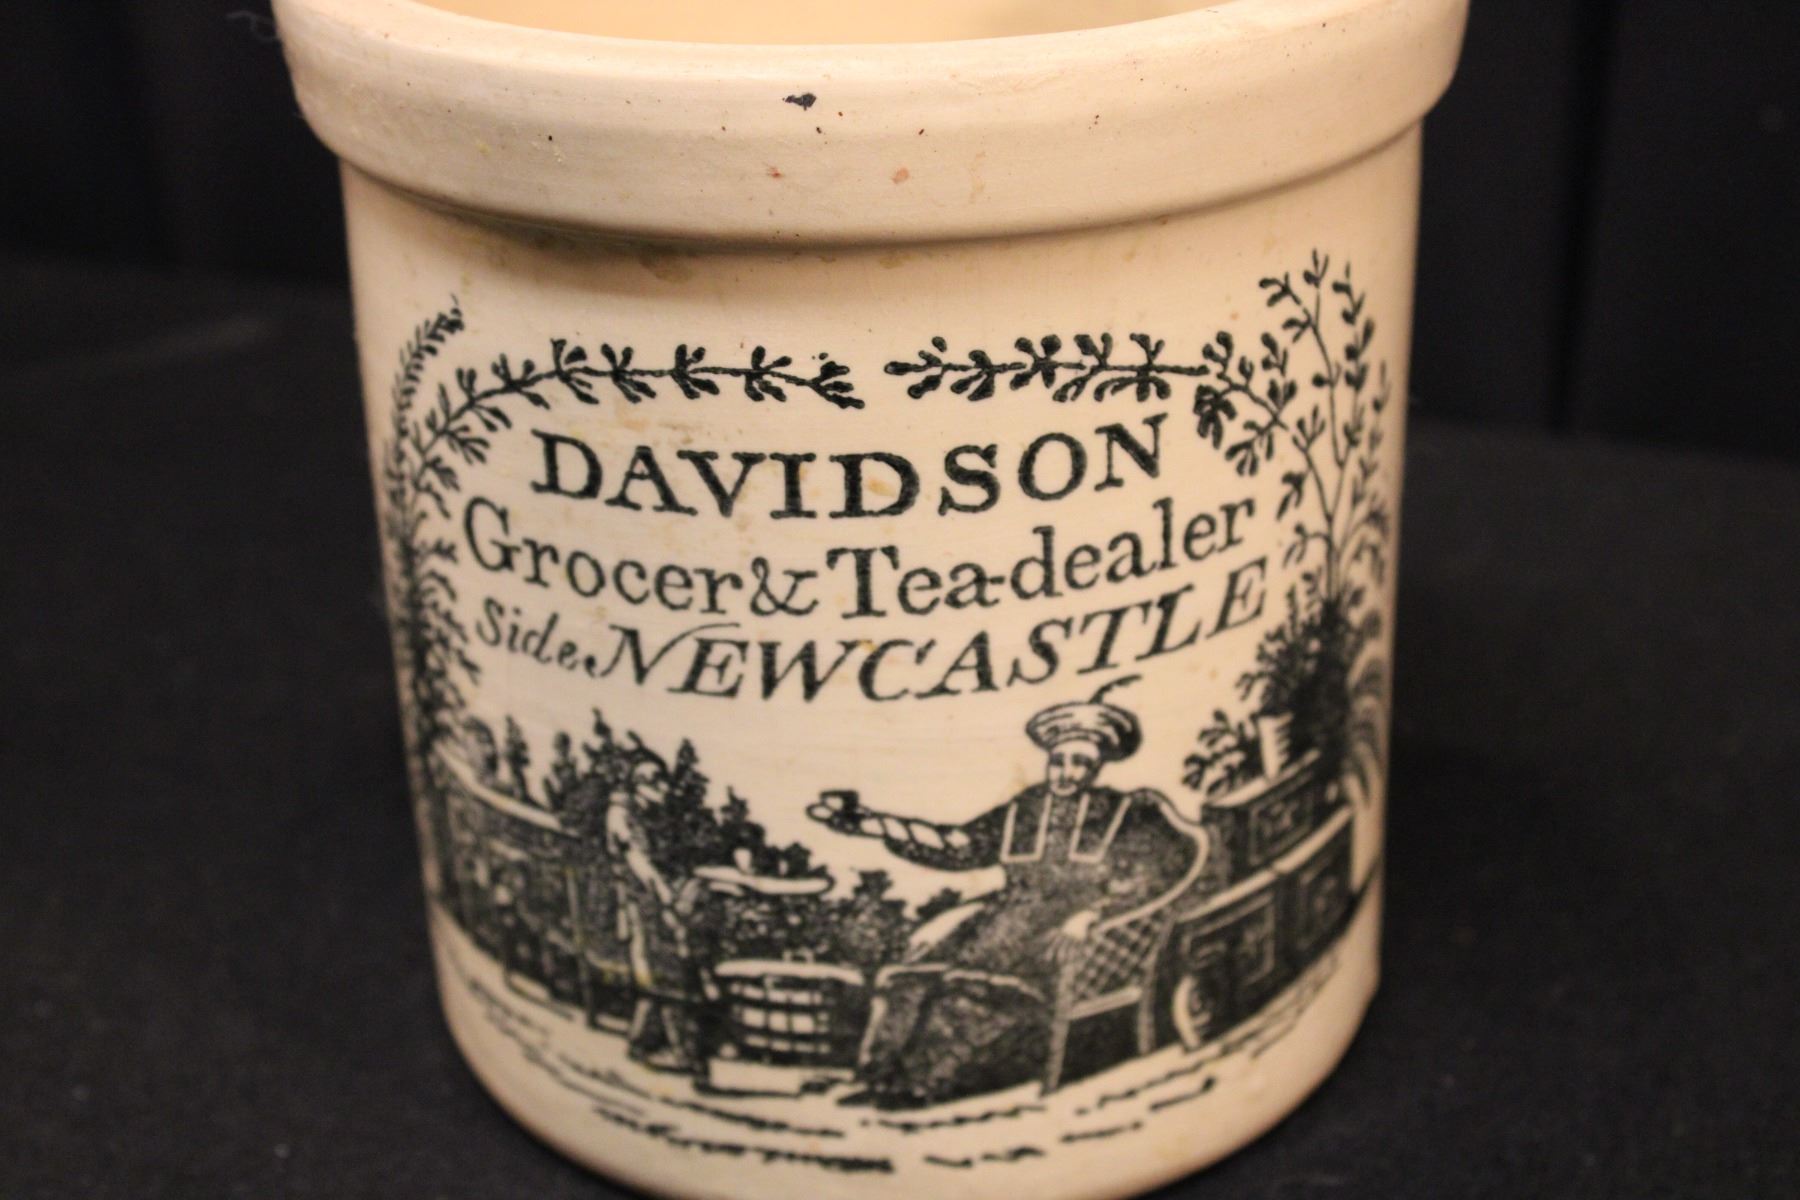 DAVIDSON
Grocer & Tea-dealer
Side NEWCASTLE